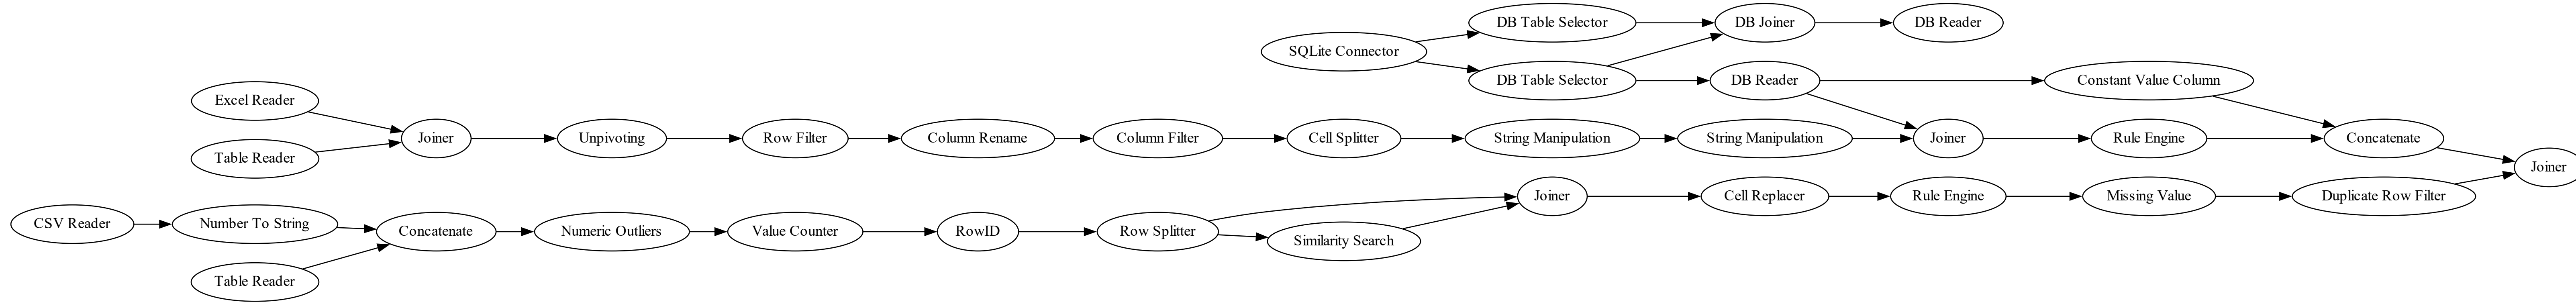 DB Table Selector
DB Joiner
DB Reader
SQLite Connector
DB Table Selector
DB Reader
Constant Value Column
Excel Reader
Table Reader
Joiner
Unpivoting
Row Filter
Column Rename
Column Filter
Cell Splitter
String Manipulation
String Manipulation
Joiner
Rule Engine
Concatenate
Joiner
Joiner
Cell Replacer
Rule Engine
Missing Value
Duplicate Row Filter
CSV Reader
Number To String
Concatenate
Numeric Outliers
Value Counter
RowID
Row Splitter
Similarity Search
Table Reader